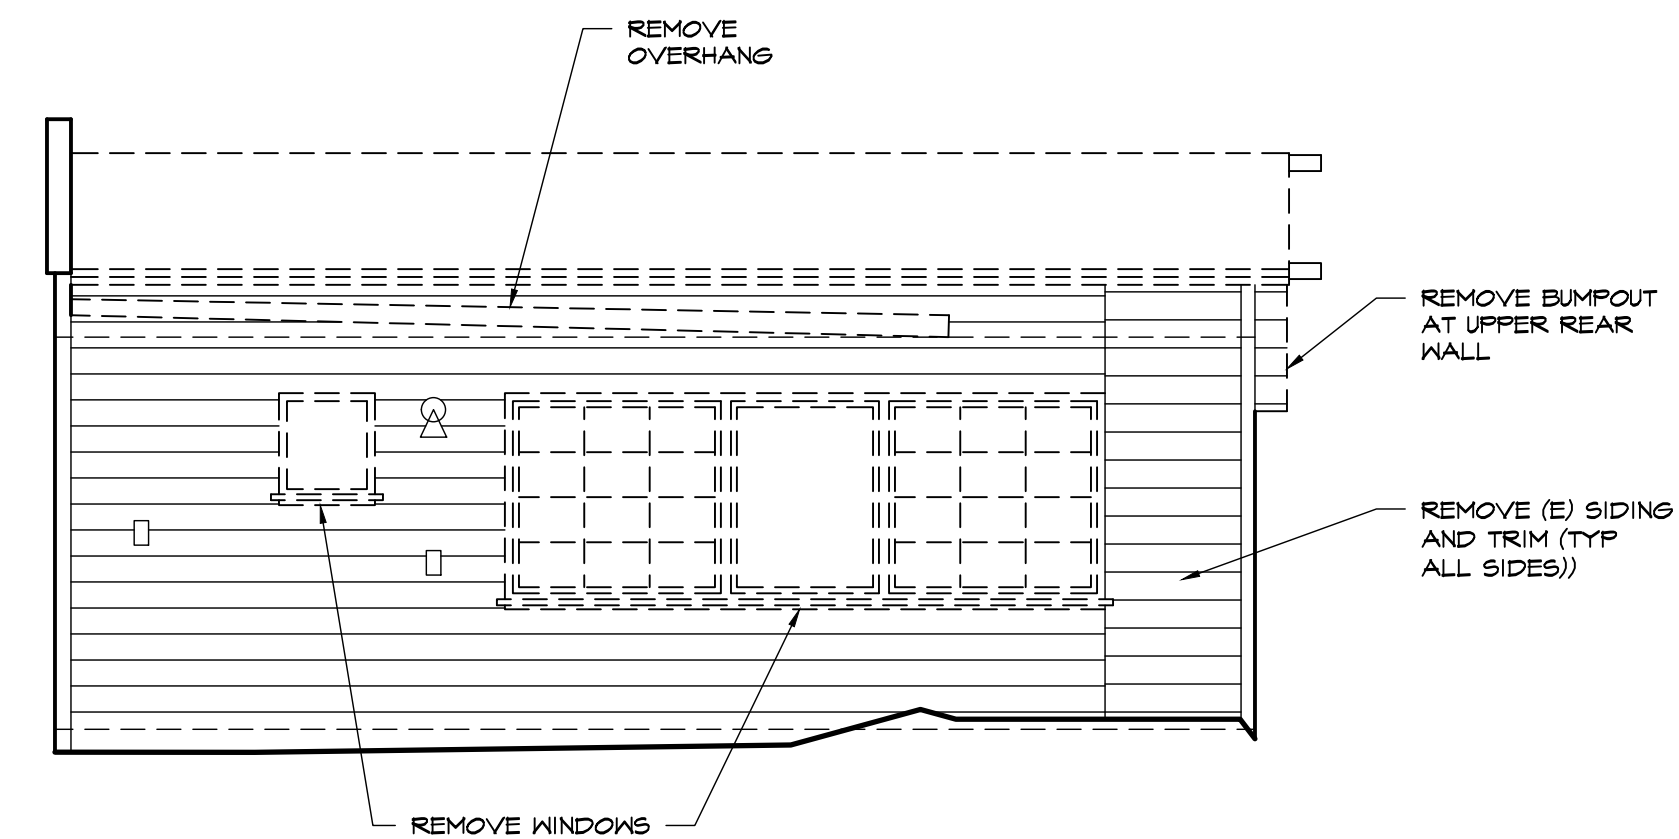 REMOVE
OVERHANG
REMOVE BUMPOUT
AT UPPER REAR
WALL
REMOVE (E) SIDING
AND TRIM (TYP
ALL SIDES))
REMOVE WINDOWS